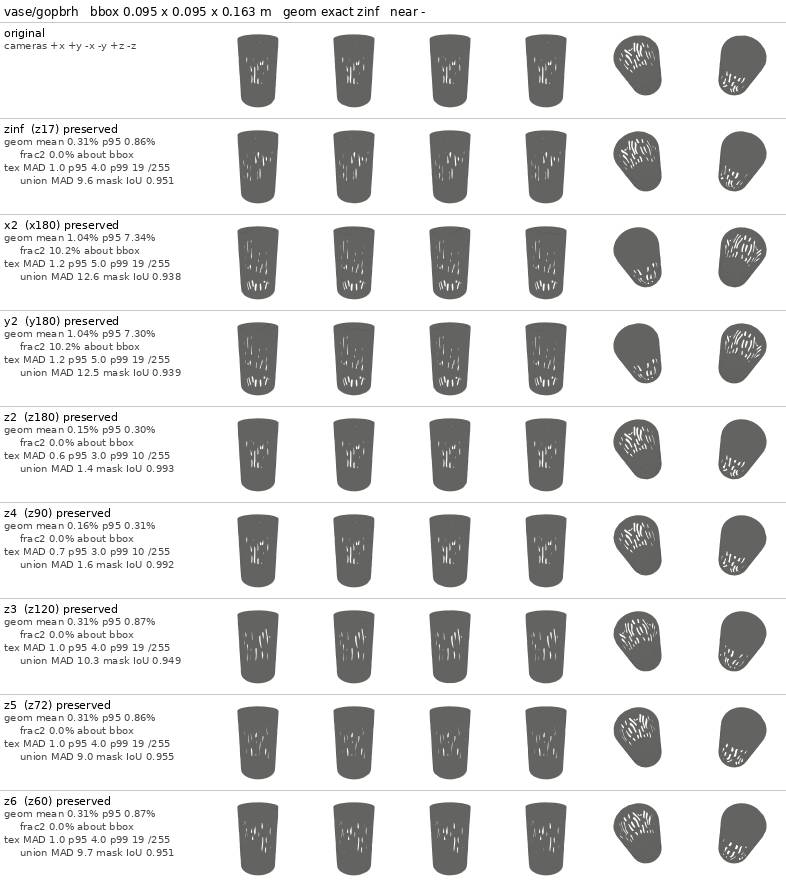 vase/gopbrh   bbox 0.095 x 0.095 x 0.163 m   geom exact zinf   near -
original
cameras +x +y -x -y +z -z
zinf  (z17) preserved
geom mean 0.31% p95 0.86%
frac2 0.0% about bbox
tex MAD 1.0 p95 4.0 p99 19 /255
union MAD 9.6 mask IoU 0.951
x2  (x180) preserved
geom mean 1.04% p95 7.34%
frac2 10.2% about bbox
tex MAD 1.2 p95 5.0 p99 19 /255
union MAD 12.6 mask IoU 0.938
y2  (y180) preserved
geom mean 1.04% p95 7.30%
frac2 10.2% about bbox
tex MAD 1.2 p95 5.0 p99 19 /255
union MAD 12.5 mask IoU 0.939
z2  (z180) preserved
geom mean 0.15% p95 0.30%
frac2 0.0% about bbox
tex MAD 0.6 p95 3.0 p99 10 /255
union MAD 1.4 mask IoU 0.993
z4  (z90) preserved
geom mean 0.16% p95 0.31%
frac2 0.0% about bbox
tex MAD 0.7 p95 3.0 p99 10 /255
union MAD 1.6 mask IoU 0.992
z3  (z120) preserved
geom mean 0.31% p95 0.87%
frac2 0.0% about bbox
tex MAD 1.0 p95 4.0 p99 19 /255
union MAD 10.3 mask IoU 0.949
z5  (z72) preserved
geom mean 0.31% p95 0.86%
frac2 0.0% about bbox
tex MAD 1.0 p95 4.0 p99 19 /255
union MAD 9.0 mask IoU 0.955
z6  (z60) preserved
geom mean 0.31% p95 0.87%
frac2 0.0% about bbox
tex MAD 1.0 p95 4.0 p99 19 /255
union MAD 9.7 mask IoU 0.951